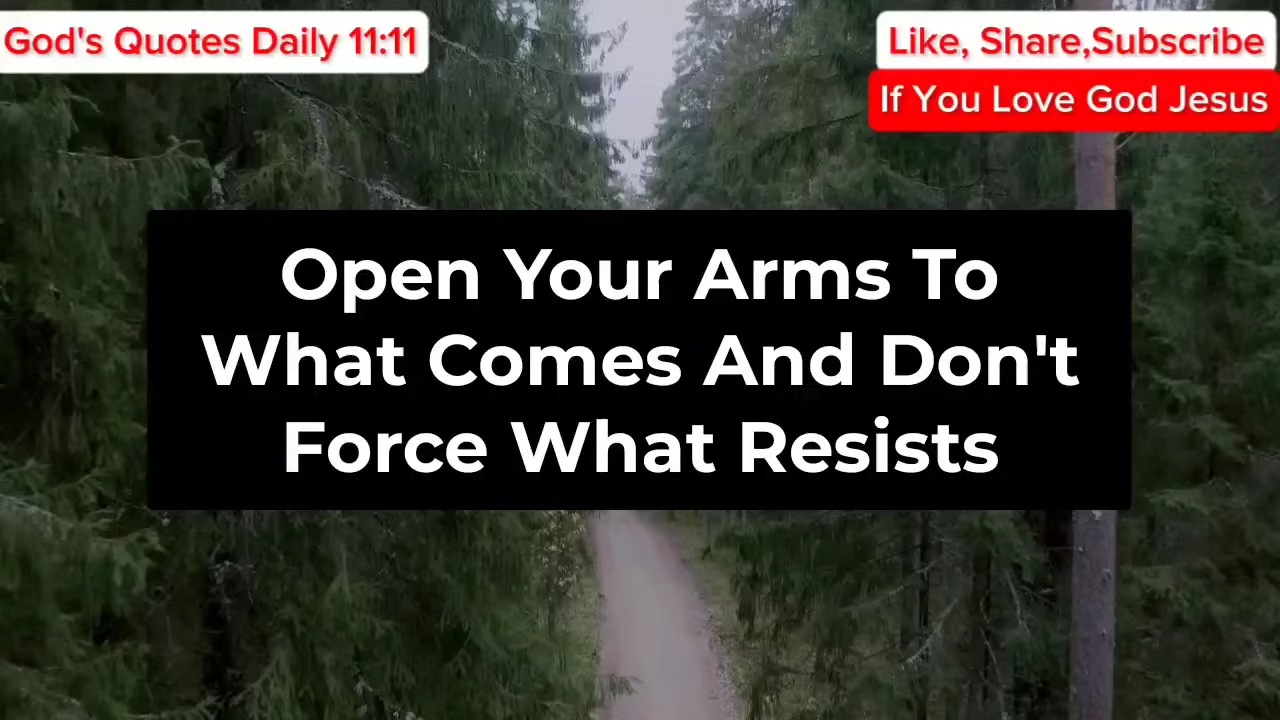 God's Quotes Daily 11:11
Like, Share,Subscribe
If You Love God Jesus
Open Your Arms To
What Comes And Don't
Force What Resists